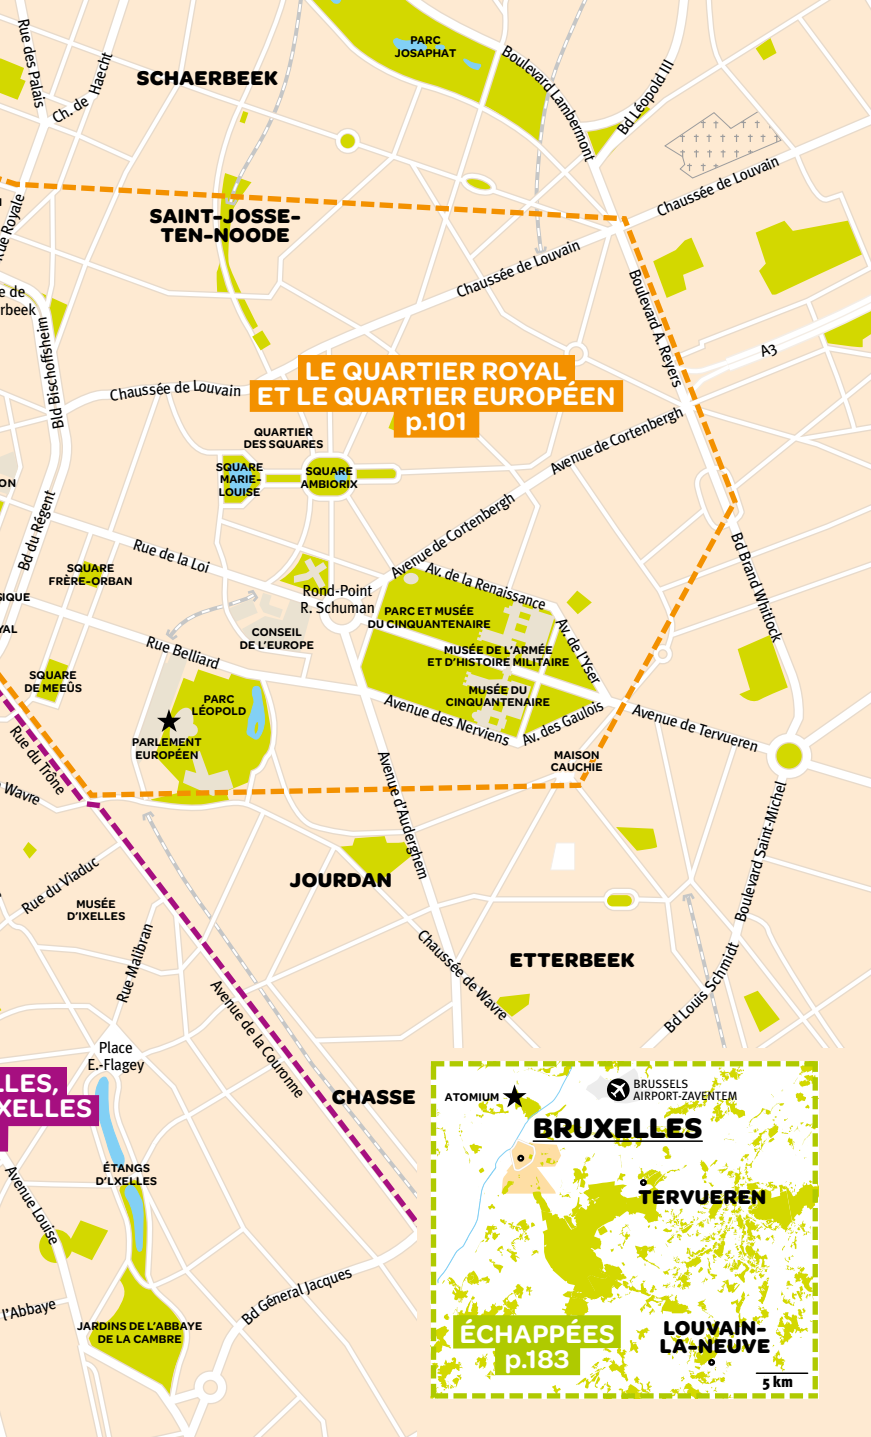 PARC
JOSAPHAT
SCHAERBEEK
Rue des Palais
Ch. de Haecht
Boulevard Lambermont
Bd Léopold III
Chaussée de Louvain
SAINT-JOSSE-
TEN-NOODE
Rue Royale
Chaussée de Louvain
e de
rbeek
Boulevard A. Reyers
A3
Bld Bischoffsheim
Chaussée de Louvain
LE QUARTIER ROYAL
ET LE QUARTIER EUROPÉEN
p.101
Avenue de Cortenbergh
QUARTIER
DES SQUARES
SQUARE
MARIE-
LOUISE
SQUARE
AMBIORIX
ON
Bd du Régent
Rue de la Loi
Avenue de Cortenbergh
Bd Brand Whitlock
SQUARE
FRÈRE-ORBAN
Rond-Point
R. Schuman
Av. de la Renaissance
SIQUE
PARC ET MUSÉE
DU CINQUANTENAIRE
YAL
CONSEIL
DE L'EUROPE
Av. de l'Yser
MUSÉE DE L'ARMÉE
ET D'HISTOIRE MILITAIRE
Rue Belliard
SQUARE
DE MEEÛS
PARC
LÉOPOLD
MUSÉE DU
CINQUANTENAIRE
Avenue des Nerviens
Av. des Gaulois
Avenue de Tervueren
PARLEMENT
EUROPÉEN
MAISON
CAUCHIE
Rue du Trône
Wavre
Avenue d'Auderghem
Boulevard Saint-Michel
JOURDAN
Rue du Viaduc
MUSÉE
D'IXELLES
ETTERBEEK
Rue Malibran
Chaussée de Wavre
Bd Louis Schmidt
Avenue de la Couronne
Place
E.-Flagey
LLES,
XELLES
CHASSE
ATOMIUM
BRUSSELS
AIRPORT-ZAVENTEM
BRUXELLES
ÉTANGS
D'LXELLES
TERVUEREN
Avenue Louise
Bd Géneral Jacques
l'Abbaye
JARDINS DE L'ABBAYE
DE LA CAMBRE
ÉCHAPPÉES
p.183
LOUVAIN-
LA-NEUVE
5 km